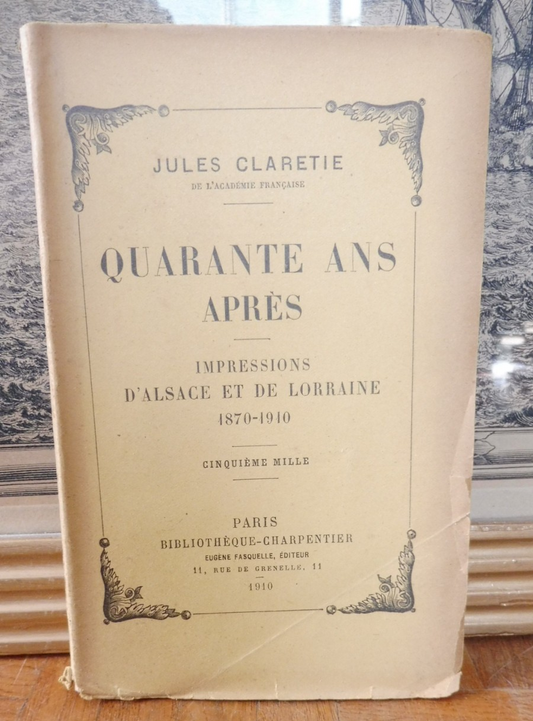 JULES CLARETIE
DE L'ACADÉMIE FRANÇAISE
QUARANTE ANS
APRÈS
IMPRESSIONS
D'ALSACE ET DE LORRAINE
1870-1910
CINQUIÈME MILLE
PARIS
BIBLIOTHÈQUE-CHARPENTIER
EUGÈNE FASQUELLE, ÉDITEUR
11, RUE DE GRENELLE, 11
1910